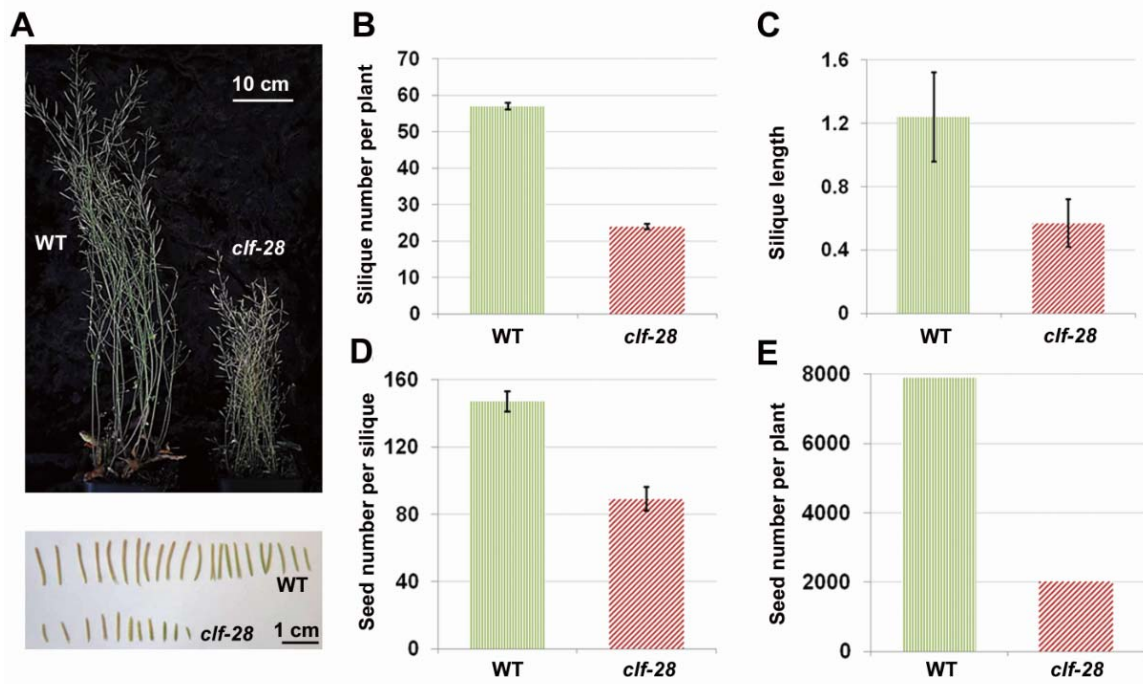 A
10 cm
WT
clf-28
WT
clf-28
1 cm
B
Silique number per plant
70
60
50
40
30
20
10
0
WT
clf-28
C
Silique length
1.6
1.2
0.8
0.4
0
WT
clf-28
D
Seed number per silique
160
120
80
40
0
WT
clf-28
E
Seed number per plant
8000
6000
4000
2000
0
WT
clf-28